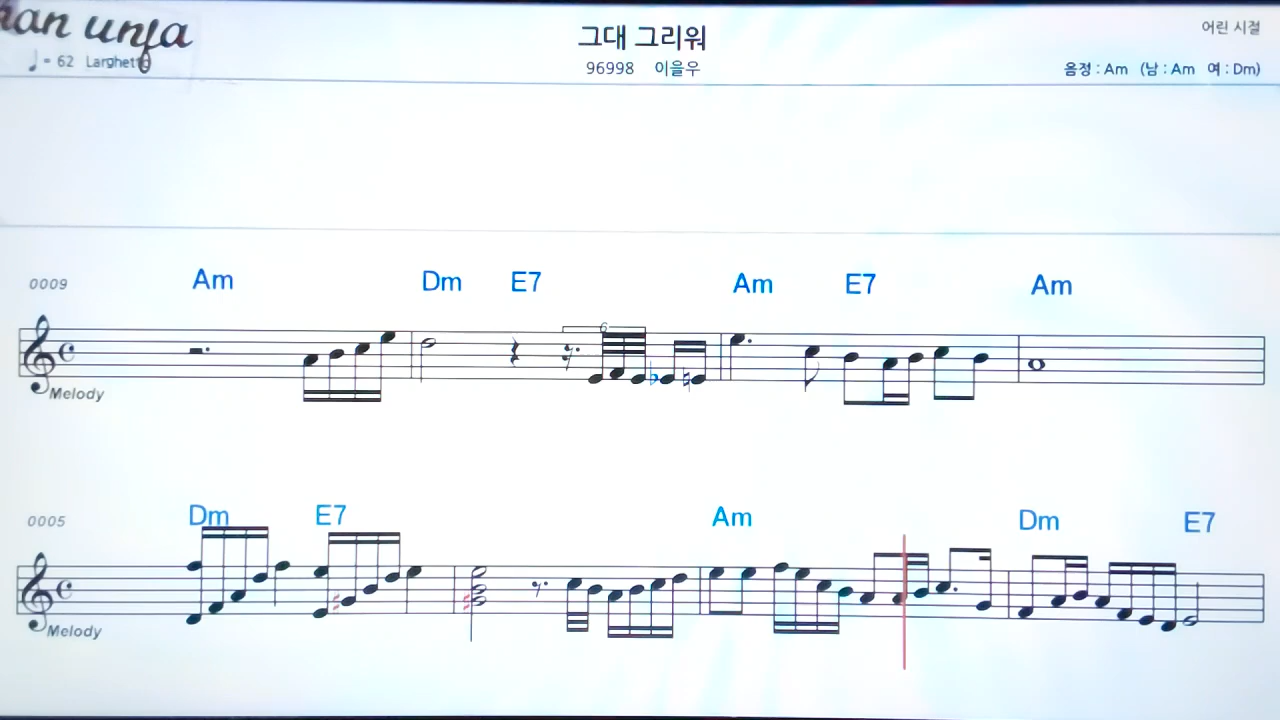 unja
그대 그리워
어린 시절
♩= 62 Larghetto
96998 이을우
음정 : Am (남 : Am 여 : Dm)
0009 Am Dm E7 Am E7 Am
6
Melody
0005 Dm E7 Am Dm E7
Melody